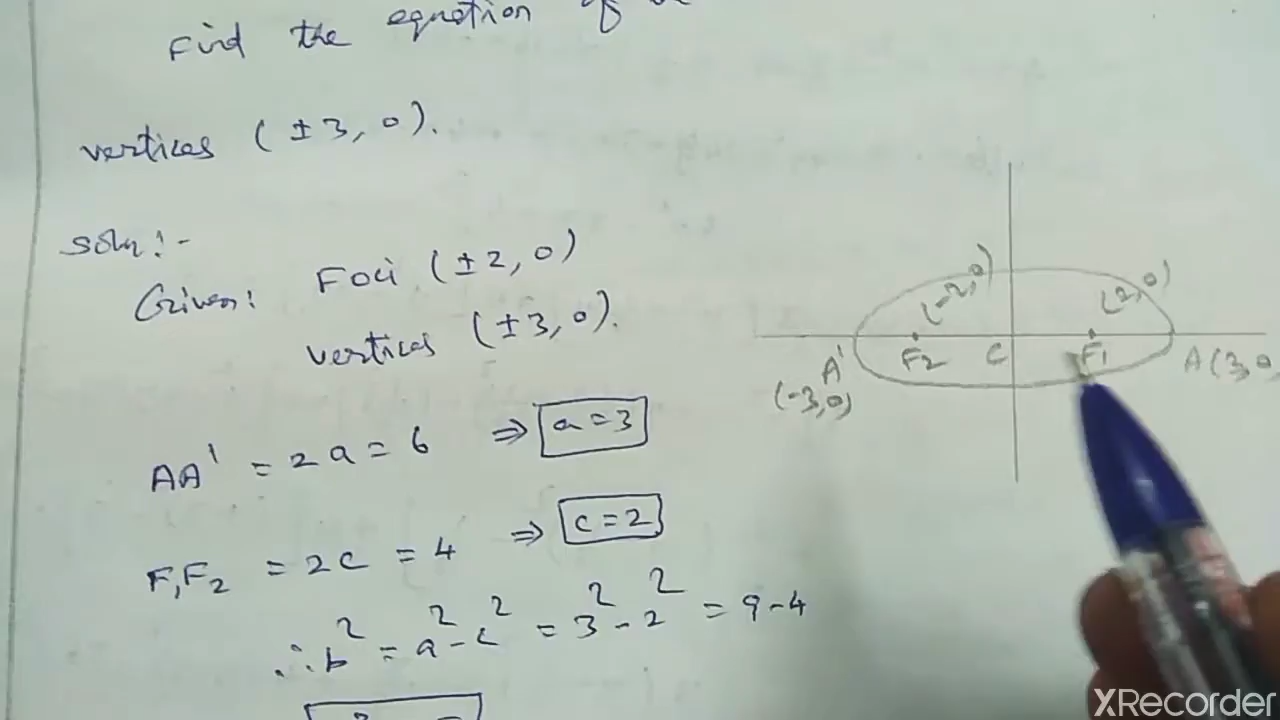 Find the equation of
vertices (±3, 0).
Soln:-
Given: Foci (±2, 0)
vertices (±3, 0).
AA' = 2a = 6 ⇒ a = 3
F₁F₂ = 2c = 4 ⇒ c = 2
∴ b² = a² - c² = 3² - 2² = 9 - 4
(-2, 0) (2, 0)
A' F2 C F1 A (3, 0,
(-3, 0)
XRecorder